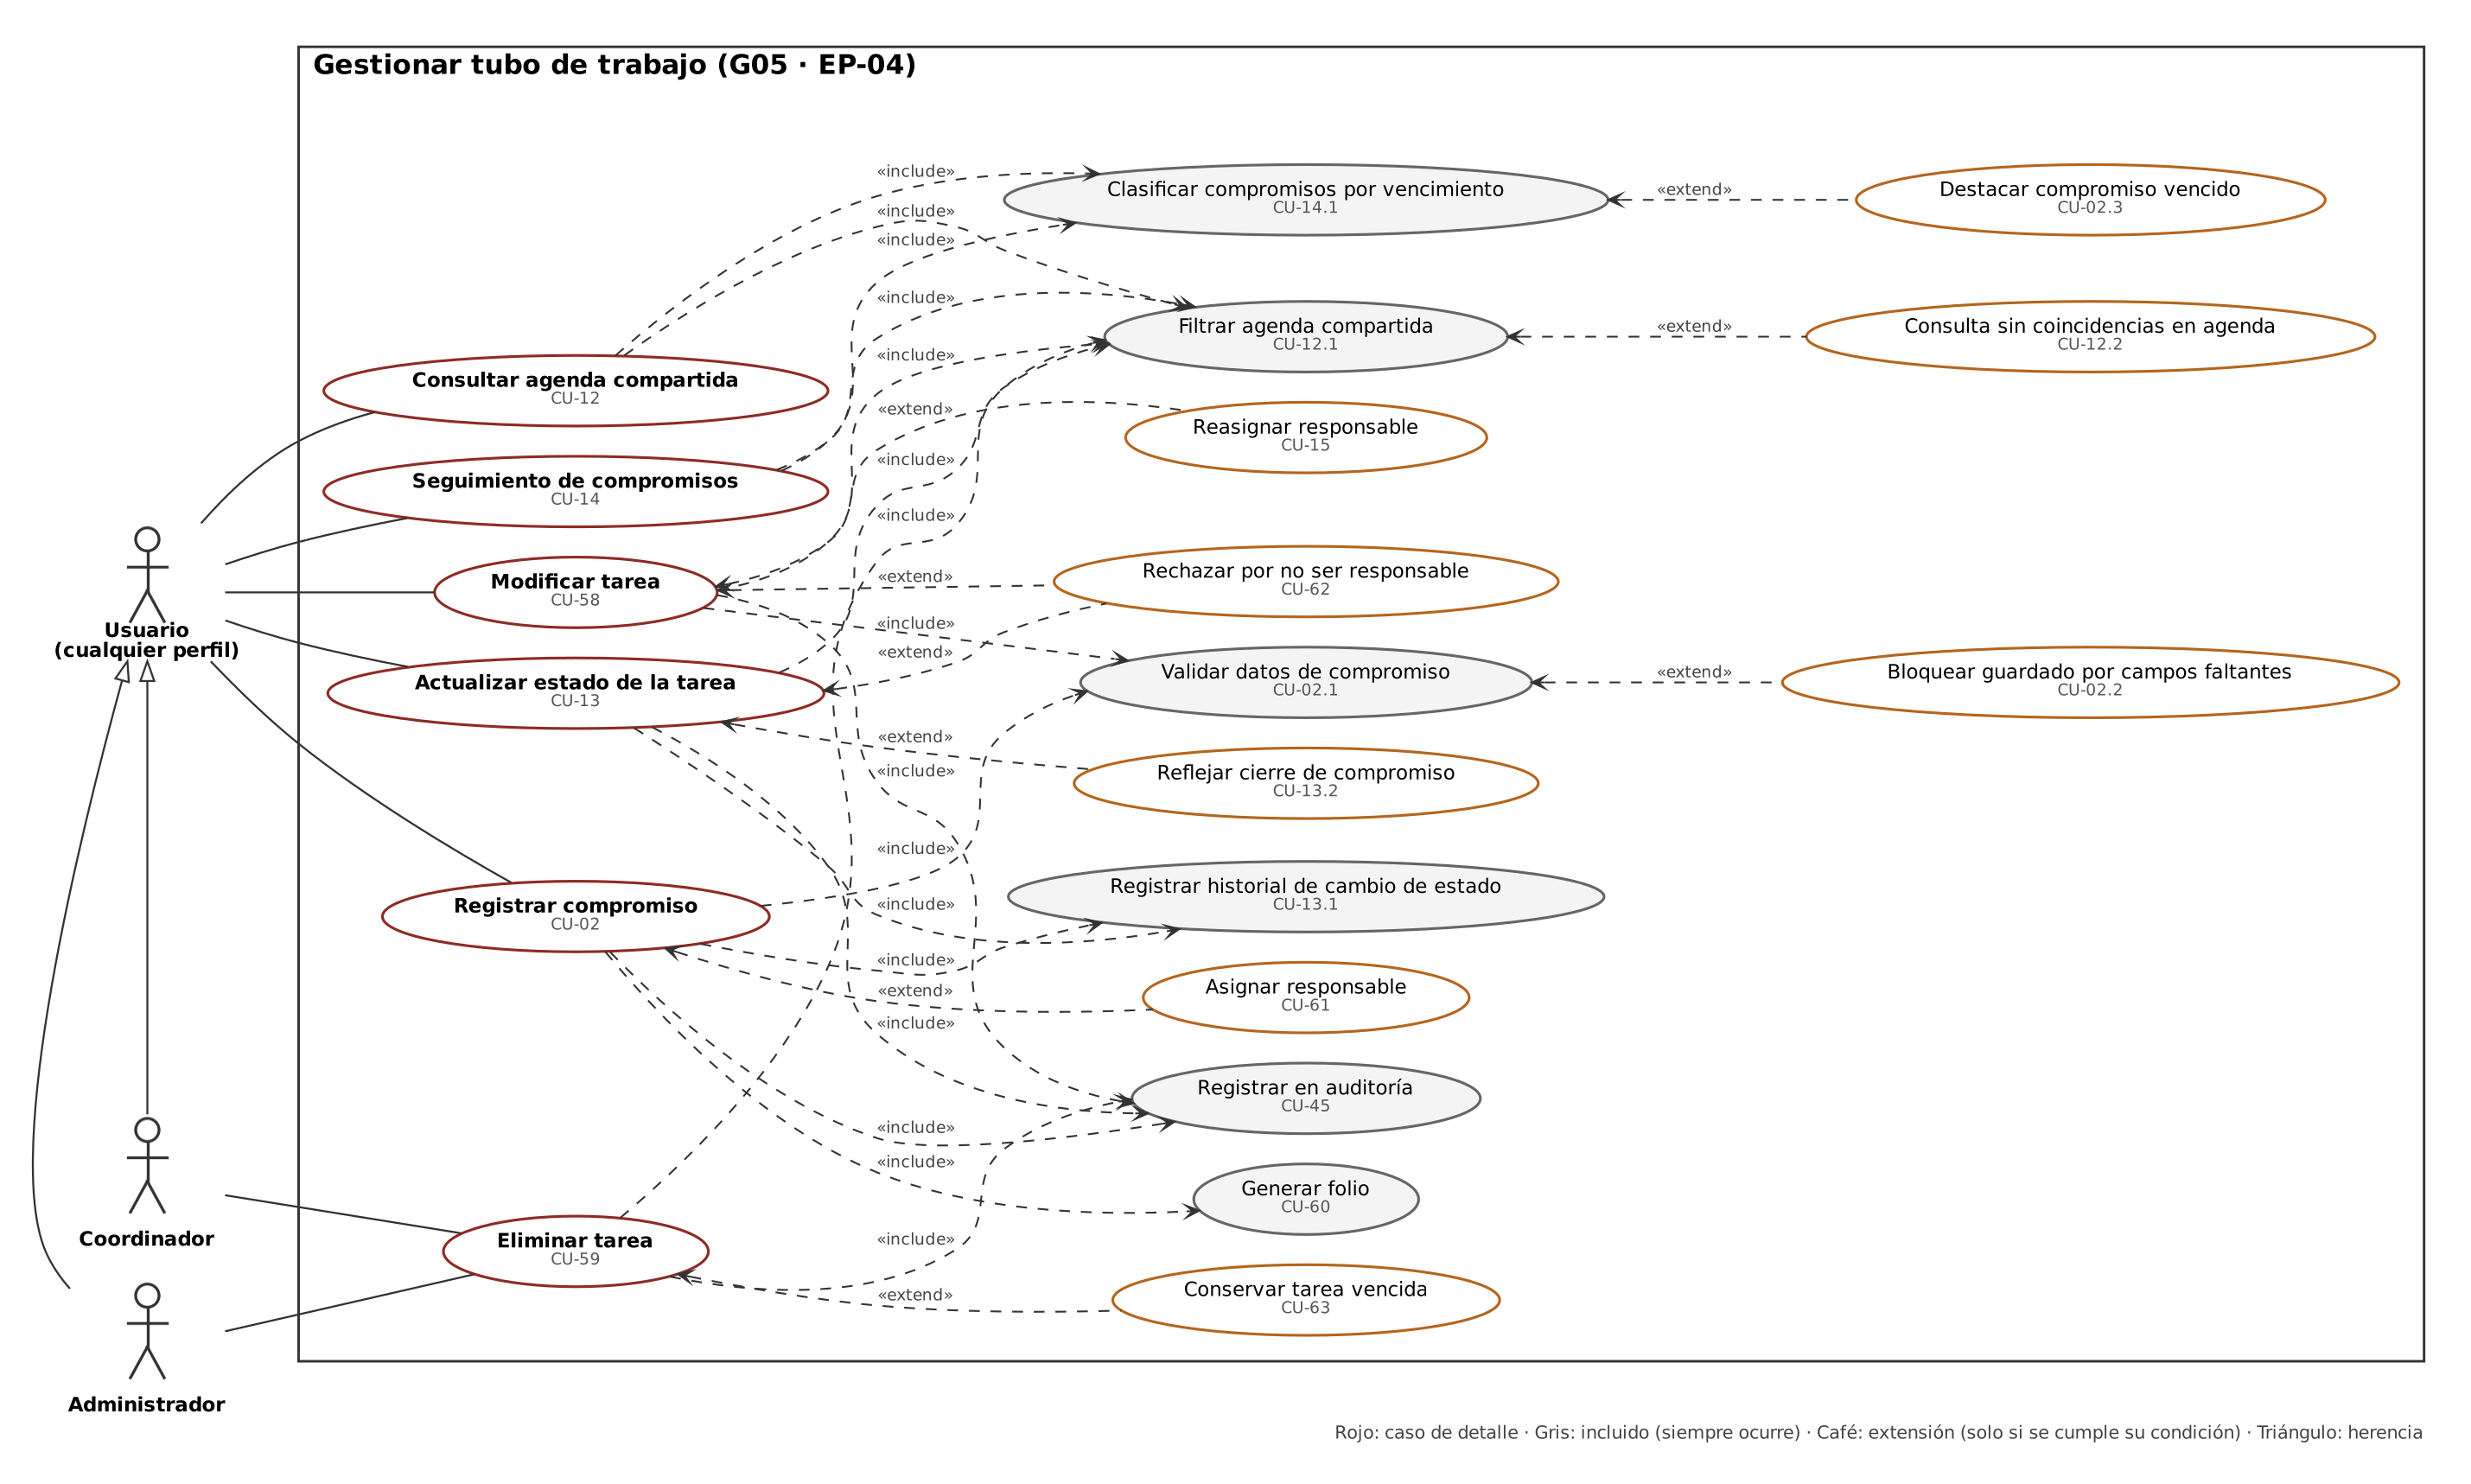 Gestionar tubo de trabajo (G05 · EP-04)
«include»
Clasificar compromisos por vencimiento
CU-14.1
«extend»
Destacar compromiso vencido
CU-02.3
«include»
«include»
«include»
Filtrar agenda compartida
CU-12.1
«extend»
Consulta sin coincidencias en agenda
CU-12.2
«include»
Consultar agenda compartida
CU-12
«extend»
Reasignar responsable
CU-15
«include»
Seguimiento de compromisos
CU-14
«include»
Modificar tarea
CU-58
«extend»
Rechazar por no ser responsable
CU-62
Usuario
(cualquier perfil)
«include»
«extend»
Actualizar estado de la tarea
CU-13
Validar datos de compromiso
CU-02.1
«extend»
Bloquear guardado por campos faltantes
CU-02.2
«extend»
«include»
Reflejar cierre de compromiso
CU-13.2
«include»
Registrar compromiso
CU-02
«include»
Registrar historial de cambio de estado
CU-13.1
«include»
«extend»
Asignar responsable
CU-61
«include»
Registrar en auditoría
CU-45
«include»
«include»
Generar folio
CU-60
Coordinador
«include»
Eliminar tarea
CU-59
«extend»
Conservar tarea vencida
CU-63
Administrador
Rojo: caso de detalle · Gris: incluido (siempre ocurre) · Café: extensión (solo si se cumple su condición) · Triángulo: herencia